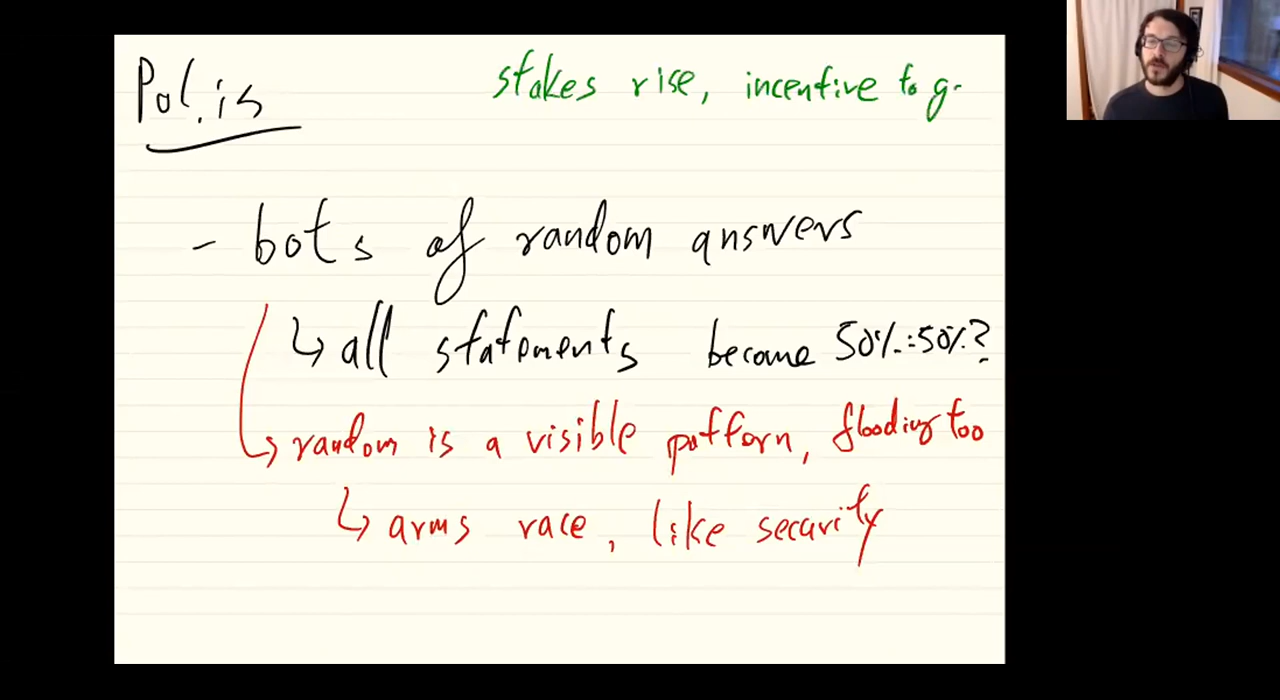 Pol.is
stakes rise, incentive to g.
- bots of random answers
↳ all statements become 50%:50%?
↳ random is a visible pattern, flooding too
↳ arms race, like security